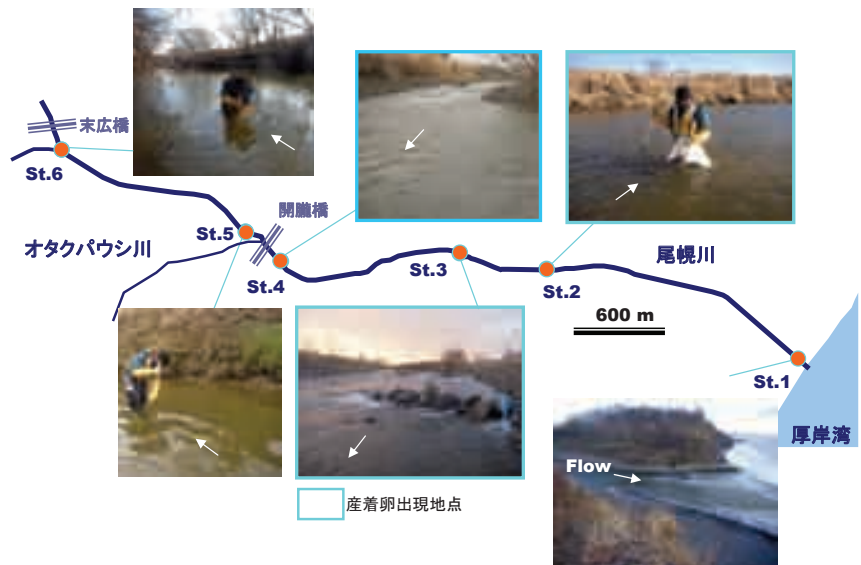 末広橋
St.6
開朧橋
St.5
オタクパウシ川
St.4
St.3
尾幌川
St.2
600 m
St.1
厚岸湾
Flow
産着卵出現地点